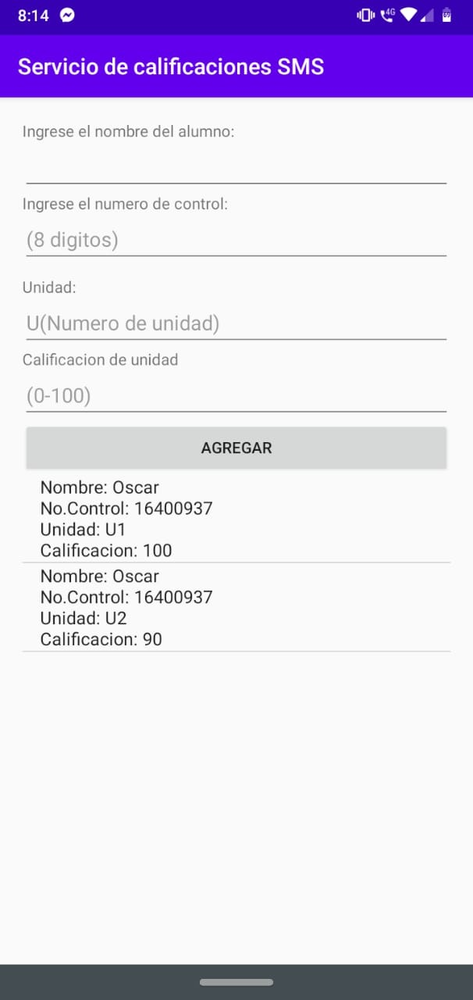 8:14
4G
Servicio de calificaciones SMS
Ingrese el nombre del alumno:
Ingrese el numero de control:
(8 digitos)
Unidad:
U(Numero de unidad)
Calificacion de unidad
(0-100)
AGREGAR
Nombre: Oscar
No.Control: 16400937
Unidad: U1
Calificacion: 100
Nombre: Oscar
No.Control: 16400937
Unidad: U2
Calificacion: 90